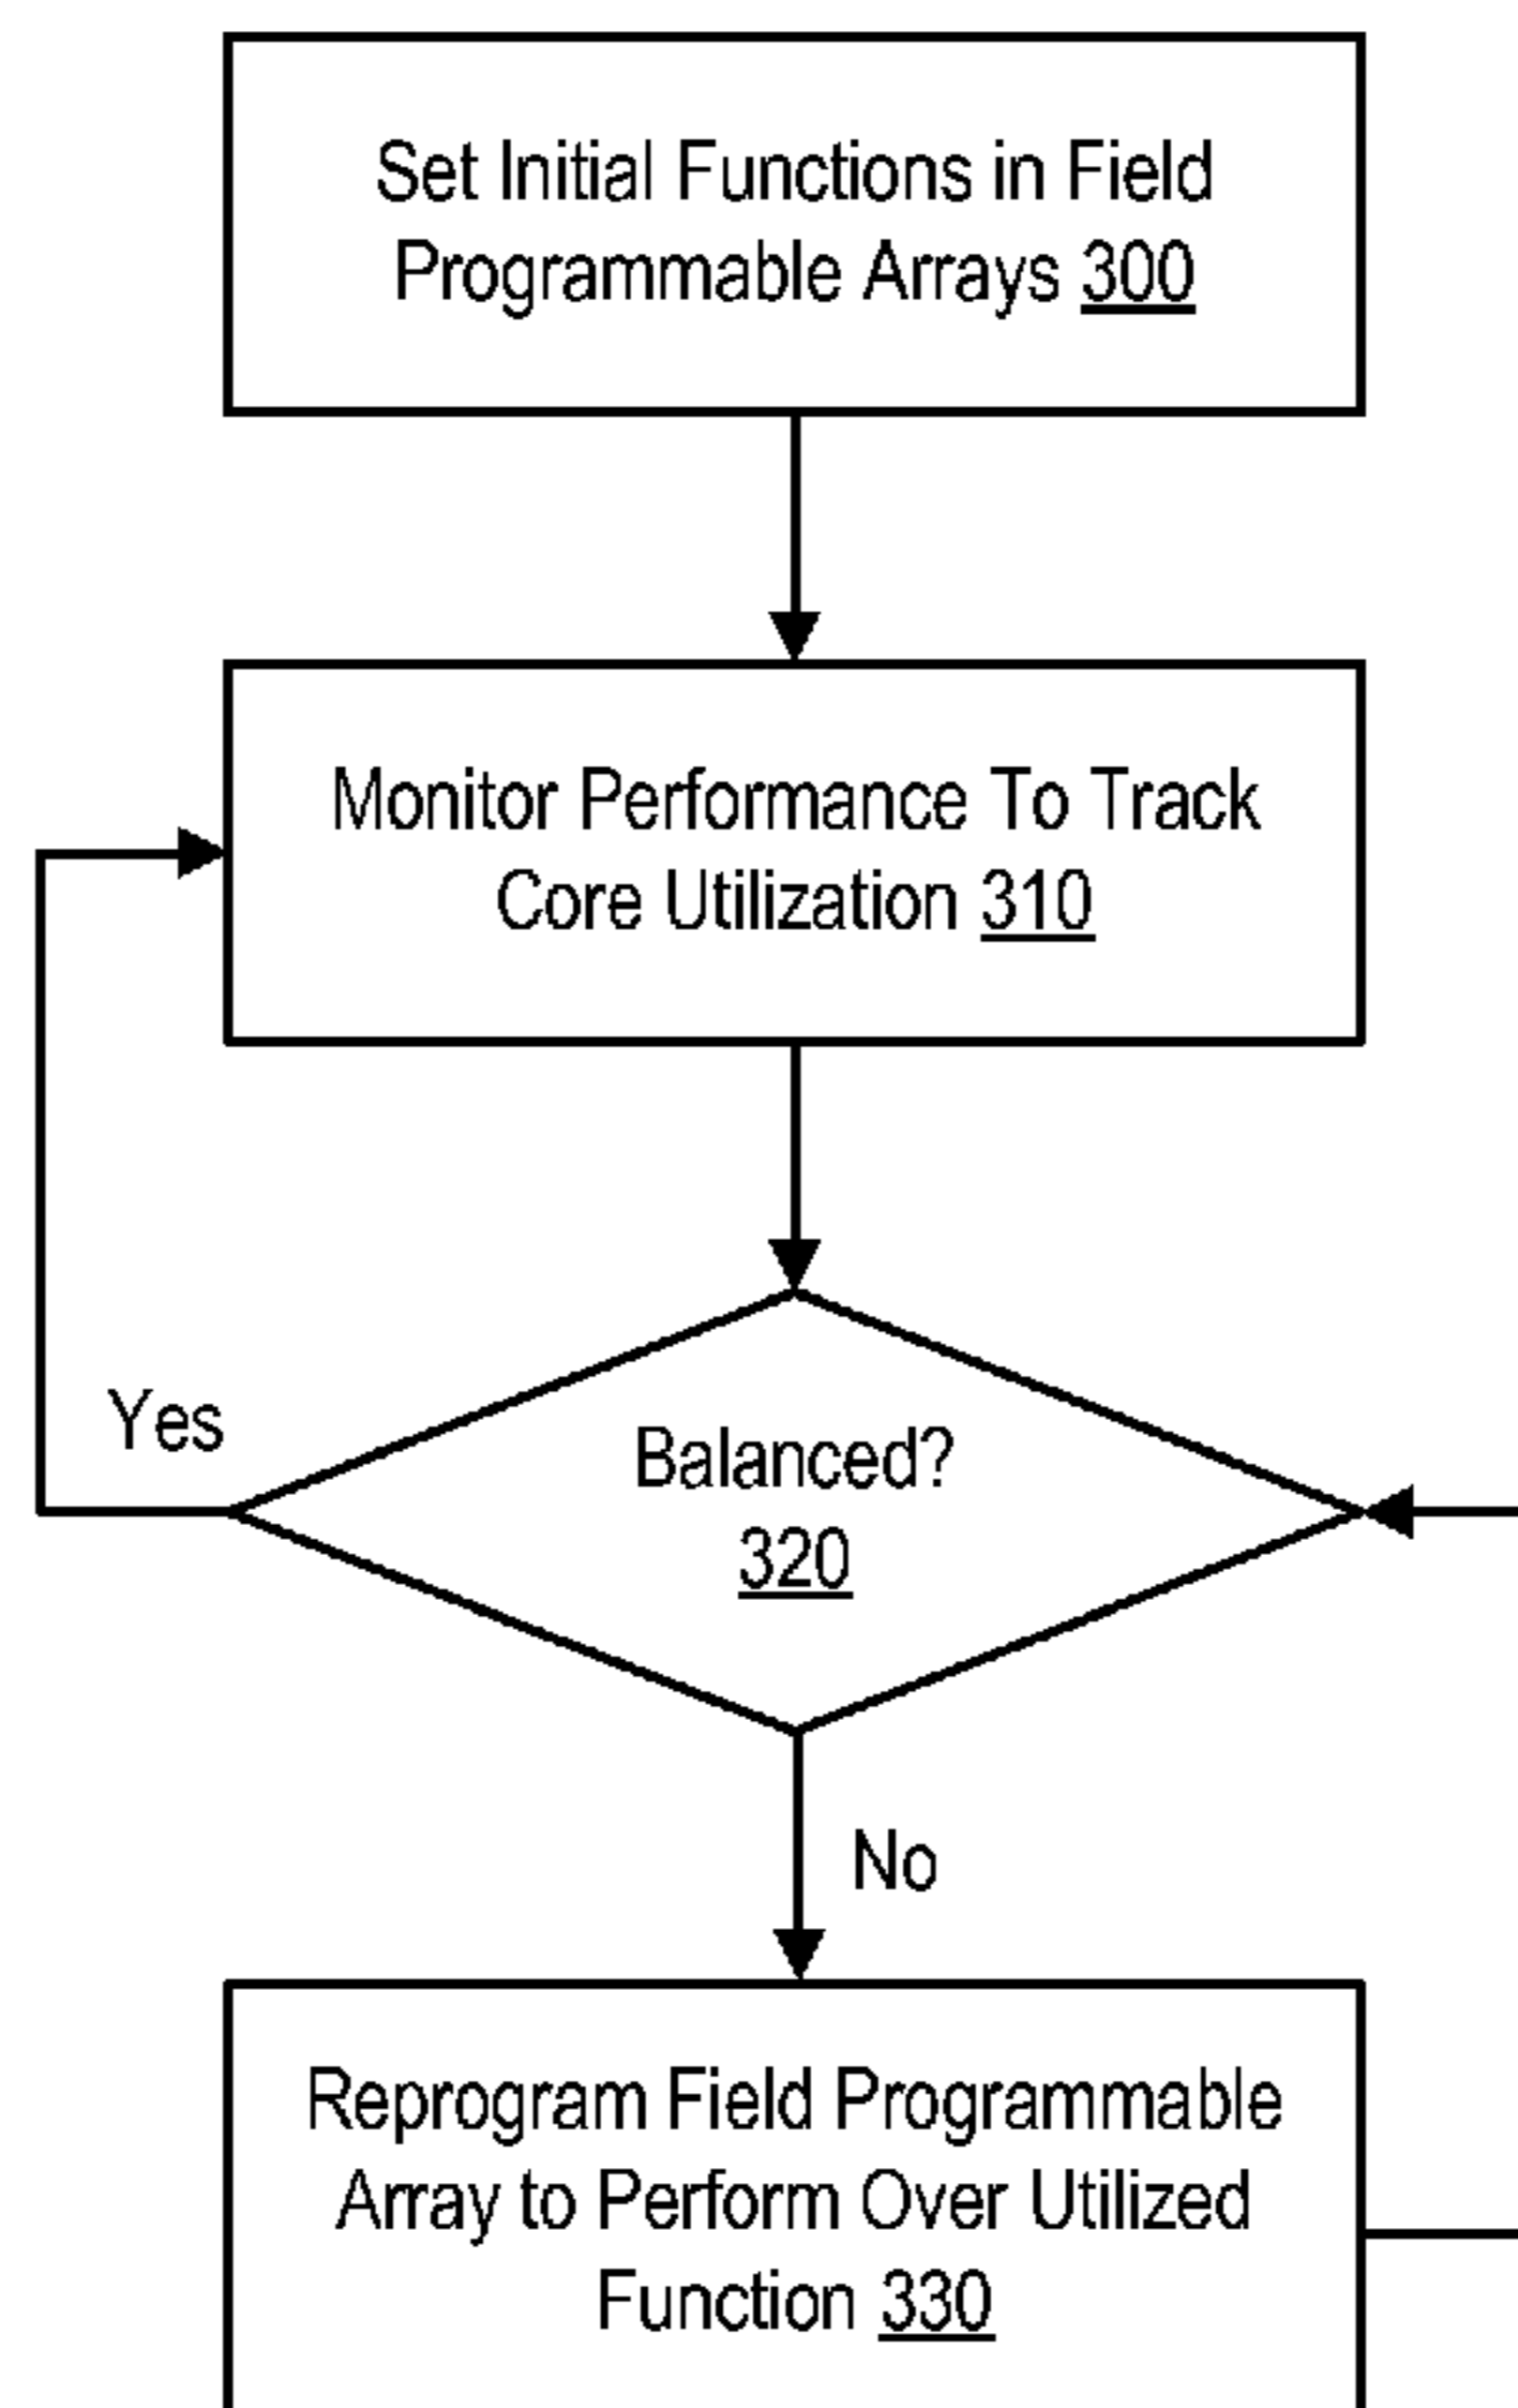 Set Initial Functions in Field
Programmable Arrays 300
Monitor Performance To Track
Core Utilization 310
Yes
Balanced?
320
No
Reprogram Field Programmable
Array to Perform Over Utilized
Function 330